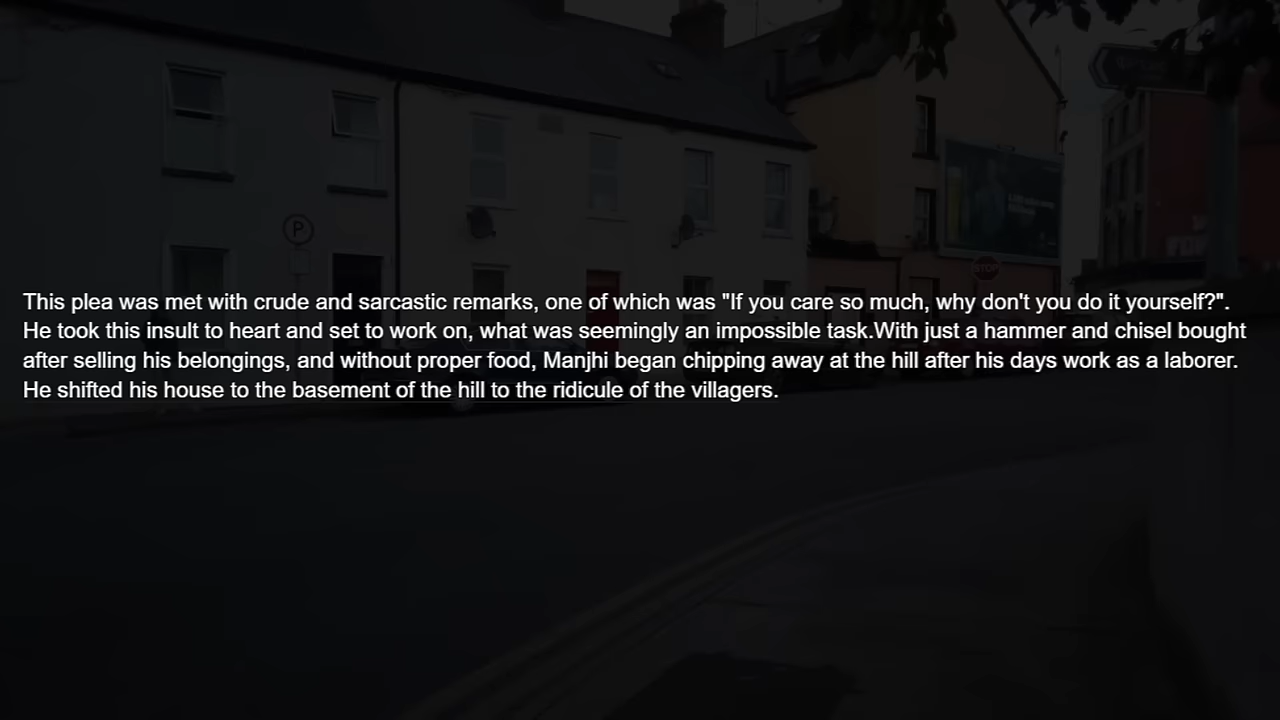 This plea was met with crude and sarcastic remarks, one of which was "If you care so much, why don't you do it yourself?".
He took this insult to heart and set to work on, what was seemingly an impossible task.With just a hammer and chisel bought
after selling his belongings, and without proper food, Manjhi began chipping away at the hill after his days work as a laborer.
He shifted his house to the basement of the hill to the ridicule of the villagers.
P
STOP